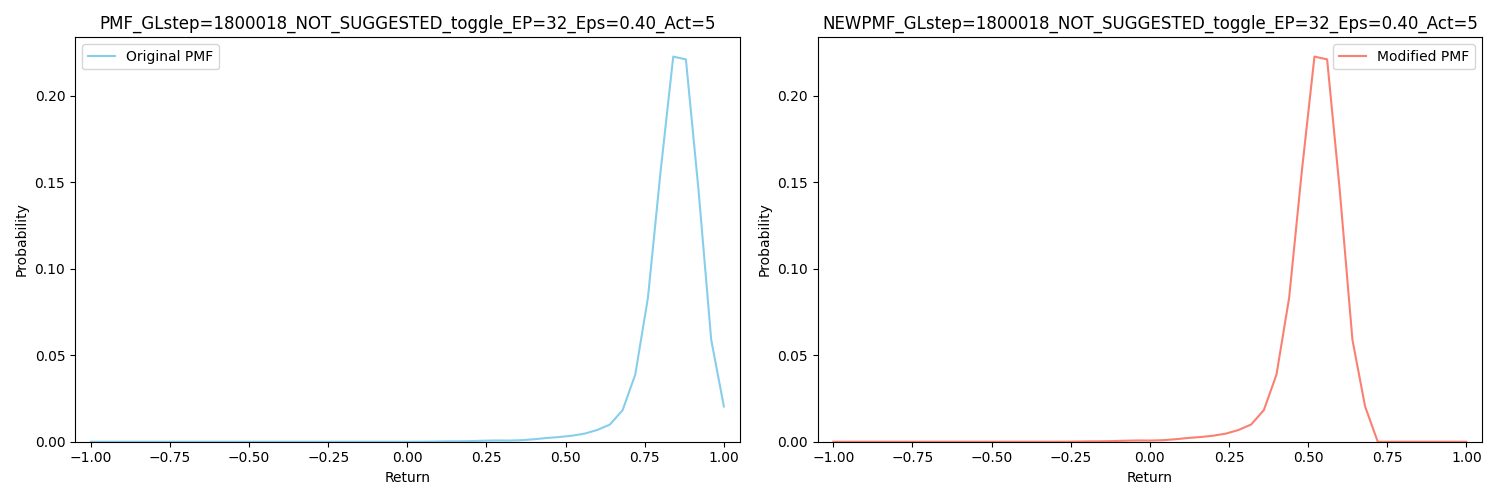 PMF_GLstep=1800018_NOT_SUGGESTED_toggle_EP=32_Eps=0.40_Act=5
Original PMF
Probability
0.20
0.15
0.10
0.05
0.00
−1.00 −0.75 −0.50 −0.25 0.00 0.25 0.50 0.75 1.00
Return
NEWPMF_GLstep=1800018_NOT_SUGGESTED_toggle_EP=32_Eps=0.40_Act=5
Modified PMF
Probability
0.20
0.15
0.10
0.05
0.00
−1.00 −0.75 −0.50 −0.25 0.00 0.25 0.50 0.75 1.00
Return